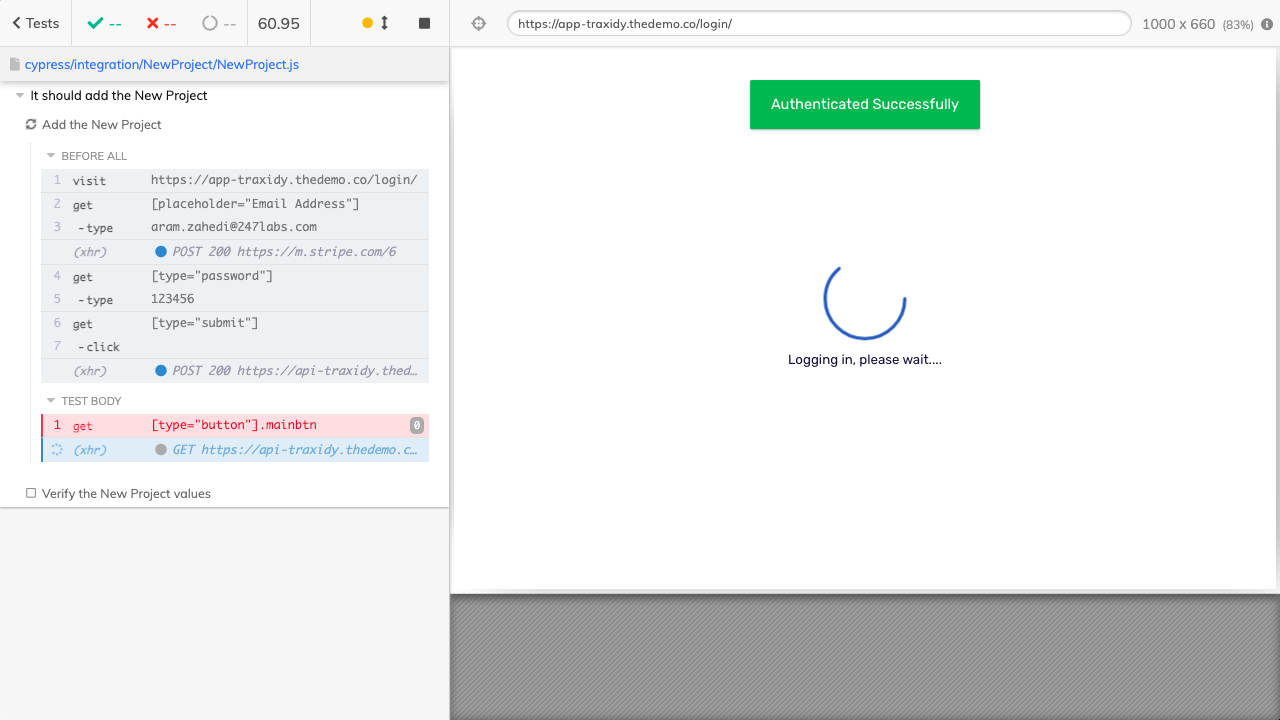 Tests -- -- -- 60.95
https://app-traxidy.thedemo.co/login/ 1000 x 660 (83%)
cypress/integration/NewProject/NewProject.js
It should add the New Project
Add the New Project
BEFORE ALL
1 visit https://app-traxidy.thedemo.co/login/
2 get [placeholder="Email Address"]
3 -type aram.zahedi@247labs.com
(xhr) POST 200 https://m.stripe.com/6
4 get [type="password"]
5 -type 123456
6 get [type="submit"]
7 -click
(xhr) POST 200 https://api-traxidy.thed…
TEST BODY
1 get [type="button"].mainbtn 0
(xhr) GET https://api-traxidy.thedemo.c…
Verify the New Project values
Authenticated Successfully
Logging in, please wait....